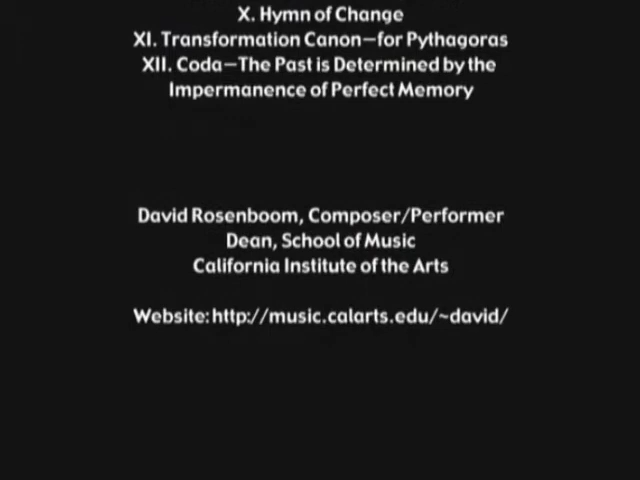 X. Hymn of Change
XI. Transformation Canon—for Pythagoras
XII. Coda—The Past is Determined by the
Impermanence of Perfect Memory
David Rosenboom, Composer/Performer
Dean, School of Music
California Institute of the Arts
Website: http://music.calarts.edu/~david/